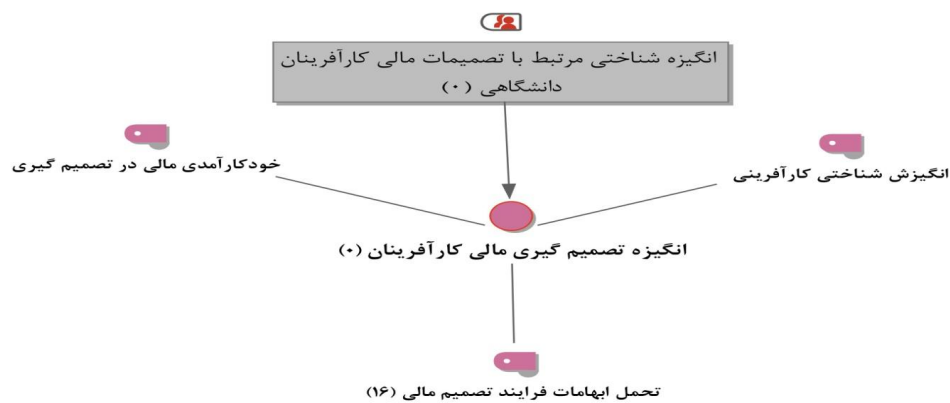 انگیزه شناختی مرتبط با تصمیمات مالی کارآفرینان
دانشگاهی (۰)
خودکارآمدی مالی در تصمیم گیری
انگیزش شناختی کارآفرینی
انگیزه تصمیم گیری مالی کارآفرینان (۰)
تحمل ابهامات فرایند تصمیم مالی (۱۶)